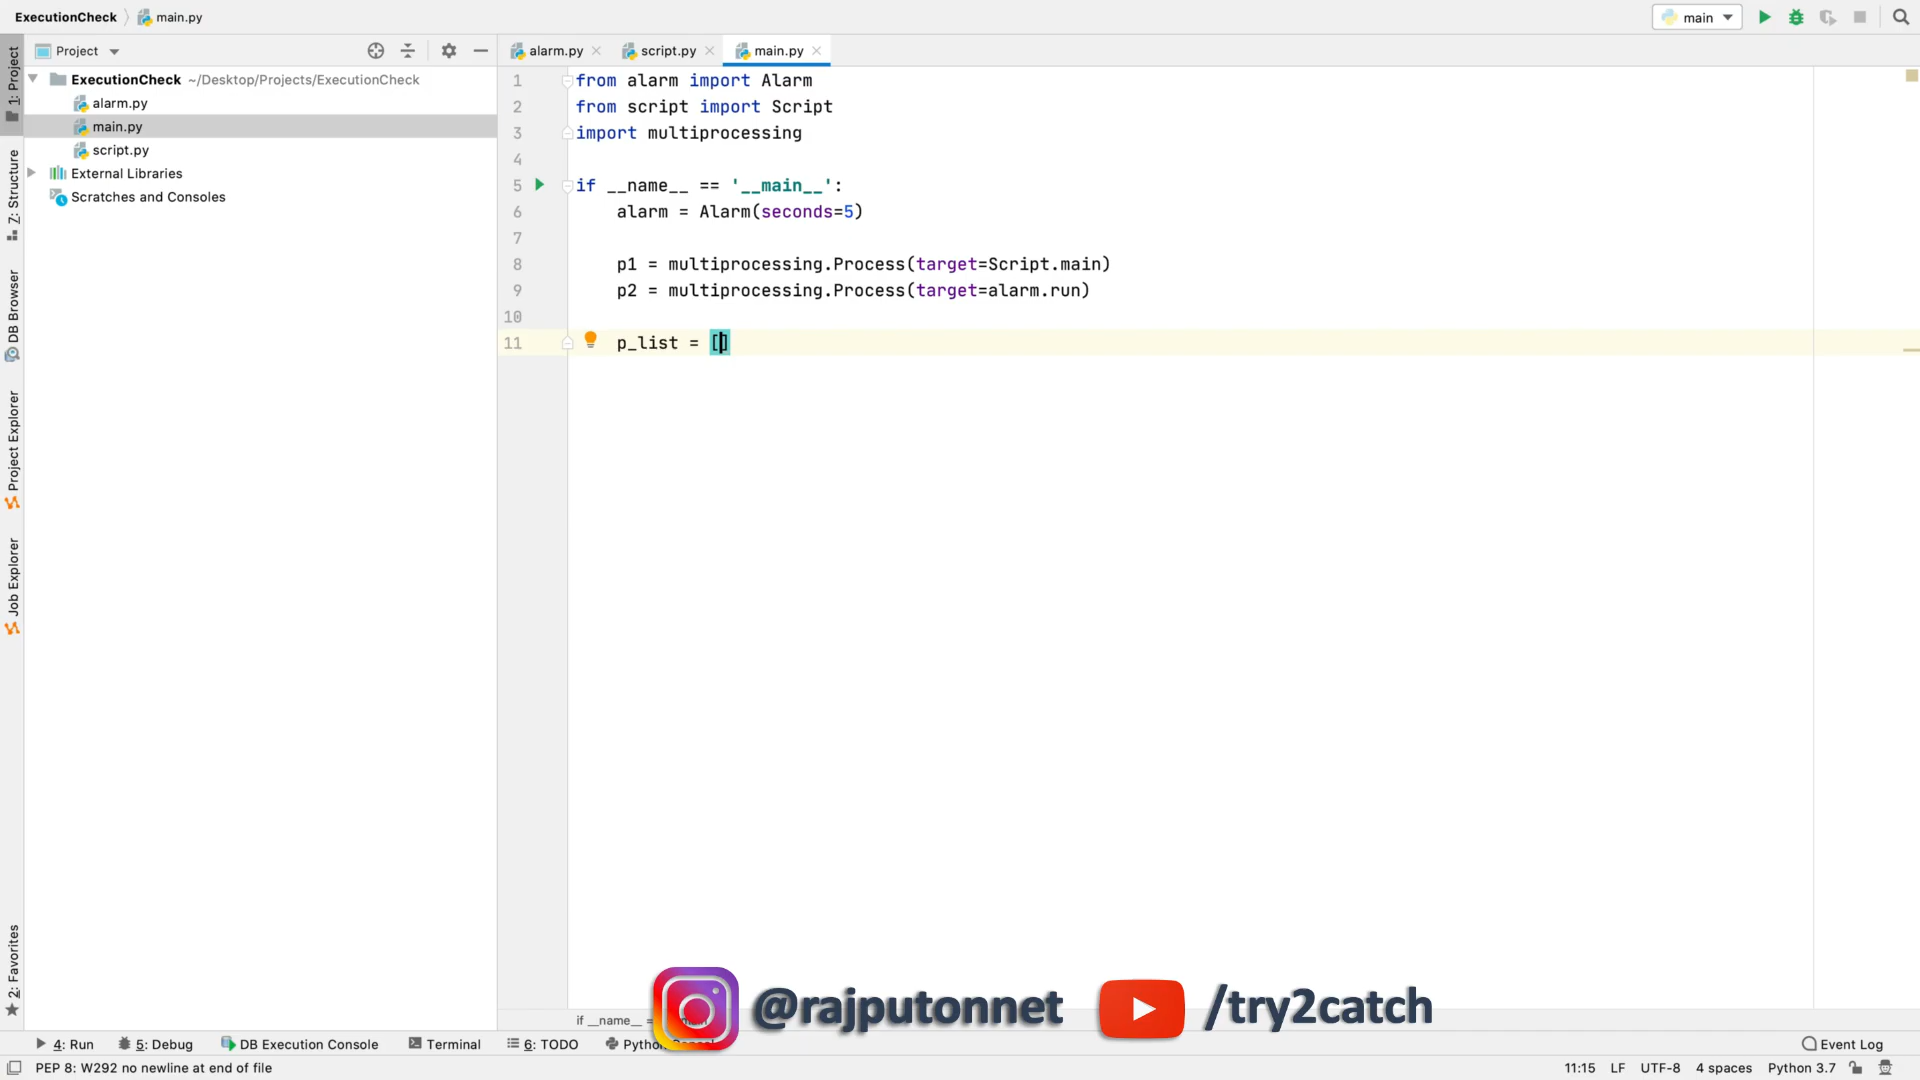 ExecutionCheck main.py
main
1: Project
Project
alarm.py
script.py
main.py
ExecutionCheck ~/Desktop/Projects/ExecutionCheck
alarm.py
main.py
script.py
External Libraries
Scratches and Consoles
Z: Structure
DB Browser
Project Explorer
Job Explorer
2: Favorites
1 from alarm import Alarm
2 from script import Script
3 import multiprocessing
4
5 if __name__ == '__main__':
6 alarm = Alarm(seconds=5)
7
8 p1 = multiprocessing.Process(target=Script.main)
9 p2 = multiprocessing.Process(target=alarm.run)
10
11 p_list = []
if __name__ =
@rajputonnet /try2catch
4: Run 5: Debug DB Execution Console Terminal 6: TODO Event Log
PEP 8: W292 no newline at end of file 11:15 LF UTF-8 4 spaces Python 3.7